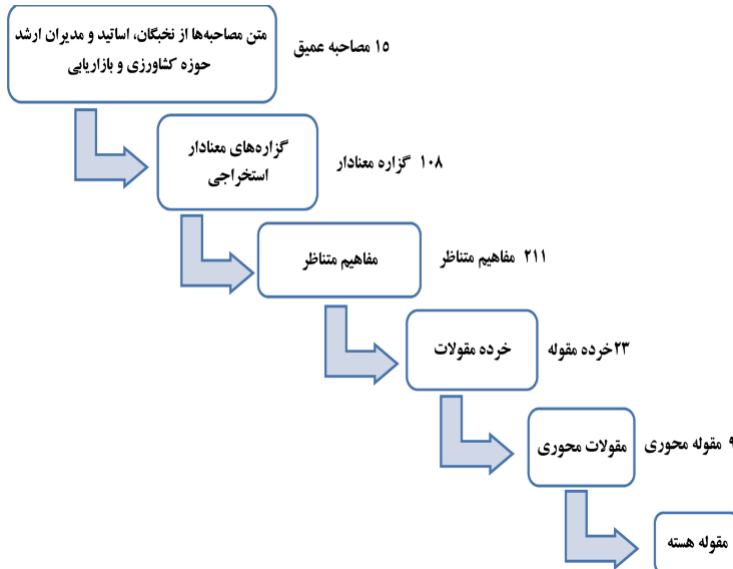 متن مصاحبه‌ها از نخبگان، اساتید و مدیران ارشد
حوزه کشاورزی و بازاریابی
۱۵ مصاحبه عمیق
گزاره‌های معنادار
استخراجی
۱۰۸ گزاره معنادار
مفاهیم متناظر
۲۱۱ مفاهیم متناظر
خرده مقولات
۲۳خرده مقوله
مقولات محوری
۹ مقوله محوری
مقوله هسته